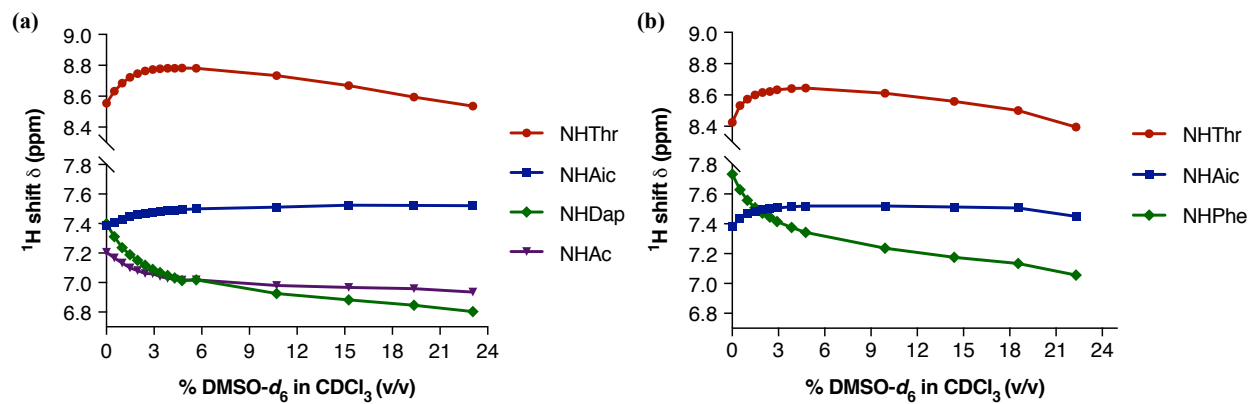 (a)
9.0
8.8
8.6
8.4
7.8
7.6
7.4
7.2
7.0
6.8
¹H shift δ (ppm)
0 3 6 9 12 15 18 21 24
% DMSO-d₆ in CDCl₃ (v/v)
NHThr
NHAic
NHDap
NHAc
(b)
9.0
8.8
8.6
8.4
7.8
7.6
7.4
7.2
7.0
6.8
¹H shift δ (ppm)
0 3 6 9 12 15 18 21 24
% DMSO-d₆ in CDCl₃ (v/v)
NHThr
NHAic
NHPhe